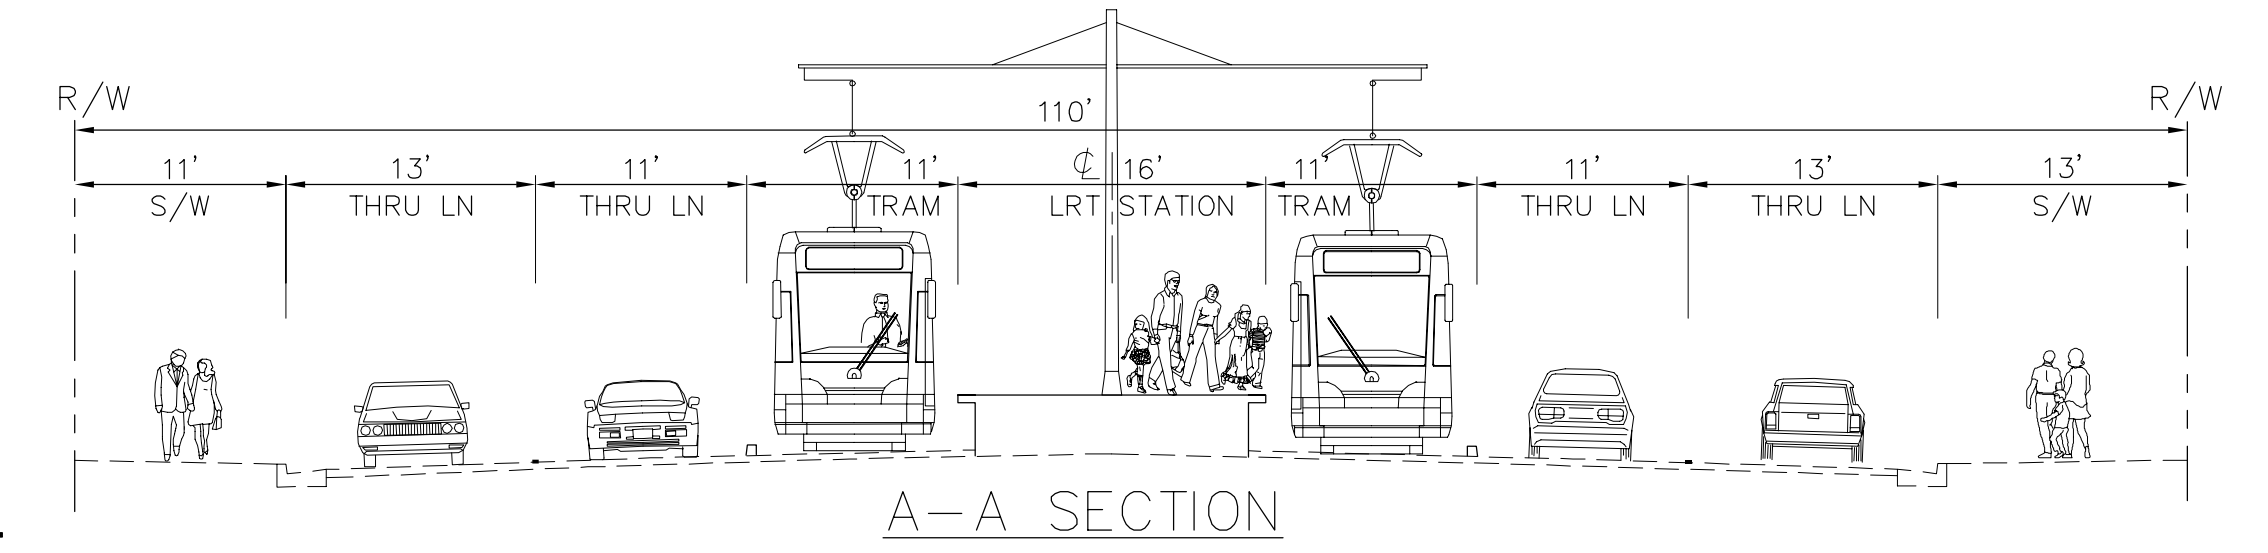 R/W
R/W
110'
11'
13'
11'
11'
℄ 16'
11'
11'
13'
13'
S/W
THRU LN
THRU LN
TRAM
LRT STATION
TRAM
THRU LN
THRU LN
S/W
A-A SECTION